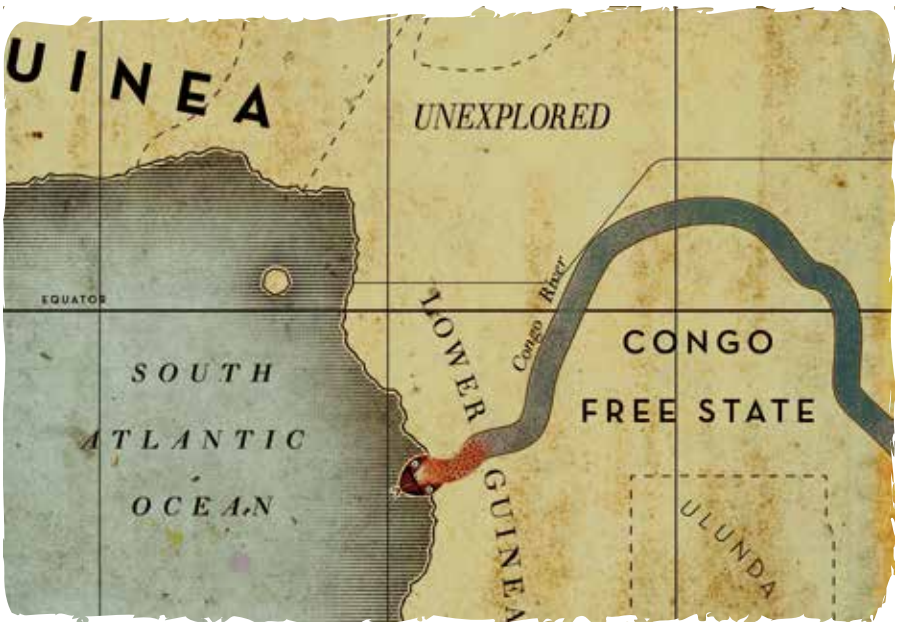 UINEA
UNEXPLORED
EQUATOR
LOWER
Congo River
CONGO
FREE STATE
SOUTH
ATLANTIC
OCEAN
GUINEA
ULUNDA